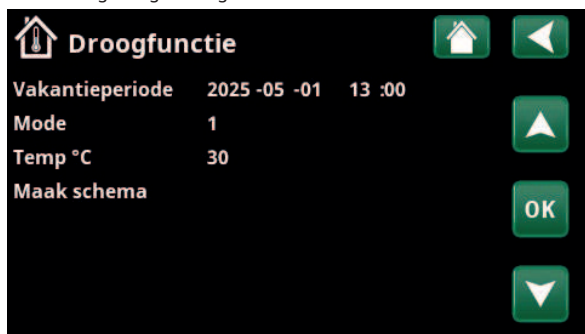 Droogfunctie
Vakantieperiode 2025 -05 -01 13 :00
Mode 1
Temp °C 30
Maak schema
OK